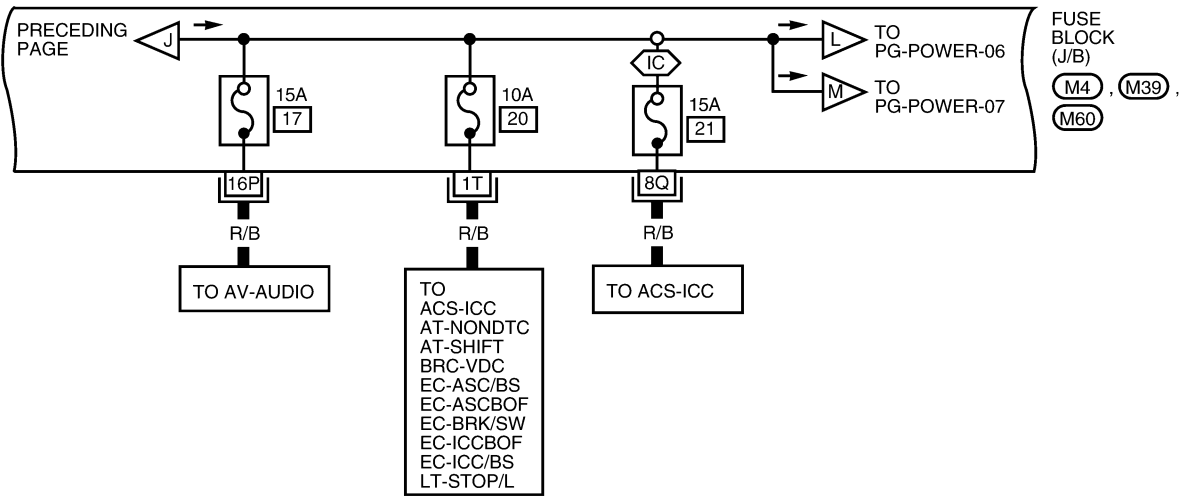 PRECEDING
PAGE
J
IC
L
TO
PG-POWER-06
M
TO
PG-POWER-07
FUSE
BLOCK
(J/B)
M4 , M39 ,
M60
15A
17
10A
20
15A
21
16P
1T
8Q
R/B
R/B
R/B
TO AV-AUDIO
TO
ACS-ICC
AT-NONDTC
AT-SHIFT
BRC-VDC
EC-ASC/BS
EC-ASCBOF
EC-BRK/SW
EC-ICCBOF
EC-ICC/BS
LT-STOP/L
TO ACS-ICC